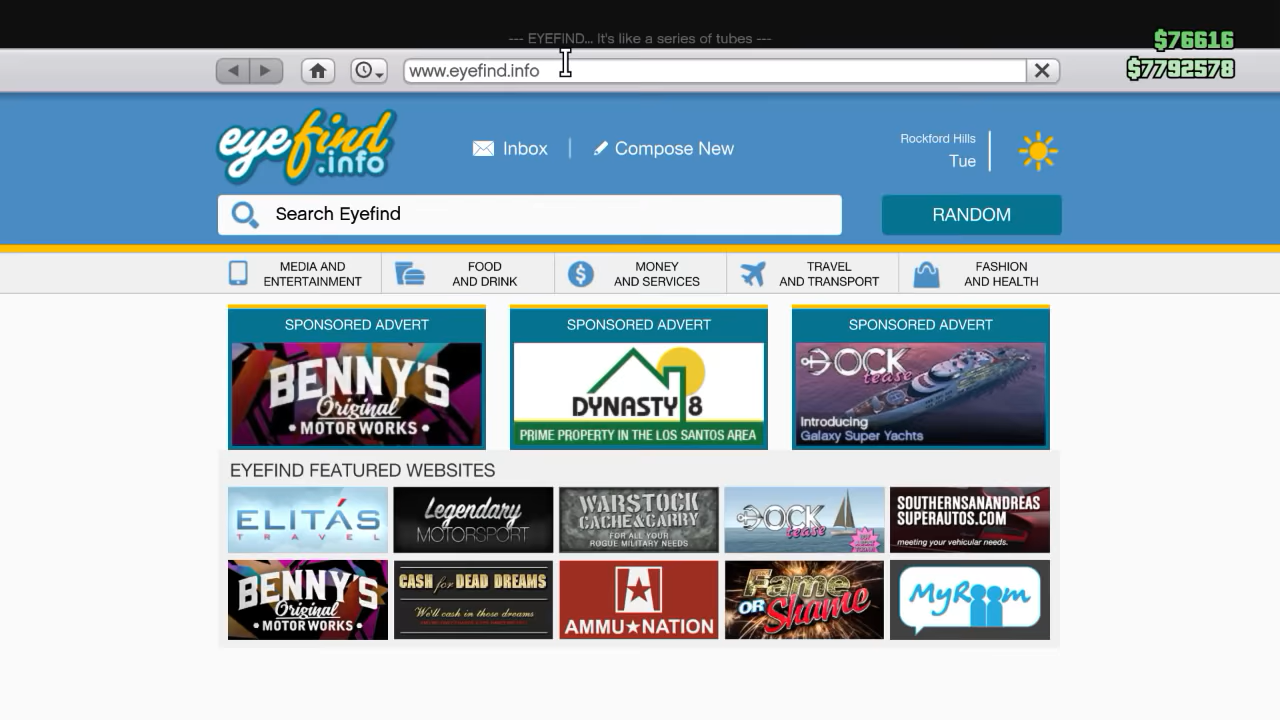 --- EYEFIND... It's like a series of tubes ---
$76616
$7792578
www.eyefind.info
eyefind
.info
Inbox
Compose New
Rockford Hills
Tue
Search Eyefind
RANDOM
MEDIA AND
ENTERTAINMENT
FOOD
AND DRINK
MONEY
AND SERVICES
TRAVEL
AND TRANSPORT
FASHION
AND HEALTH
SPONSORED ADVERT
BENNY'S
Original
• MOTOR WORKS •
SPONSORED ADVERT
DYNASTY 8
PRIME PROPERTY IN THE LOS SANTOS AREA
SPONSORED ADVERT
DOCK
tease
Introducing
Galaxy Super Yachts
EYEFIND FEATURED WEBSITES
ELITÁS
TRAVEL
Legendary
MOTORSPORT
WARSTOCK
CACHE&CARRY
FOR ALL YOUR
ROGUE MILITARY NEEDS
DOCK
tease
SOUTHERNSANANDREAS
SUPERAUTOS.COM
meeting your vehicular needs.
BENNY'S
Original
• MOTOR WORKS •
CASH for DEAD DREAMS
We'll cash in those dreams
AMMU★NATION
Fame
OR Shame
MyRoom